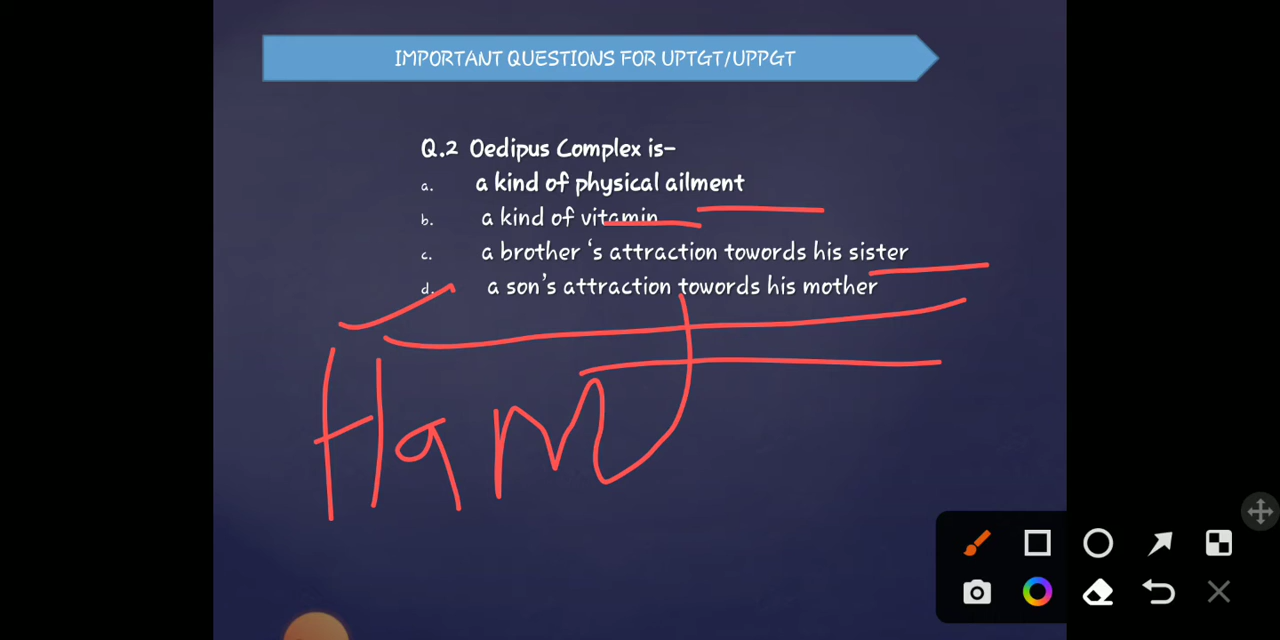 IMPORTANT QUESTIONS FOR UPTGT/UPPGT
Q.2 Oedipus Complex is-
a. a kind of physical ailment
b. a kind of vitamin
c. a brother ‘s attraction towords his sister
d. a son’s attraction towords his mother
Ham